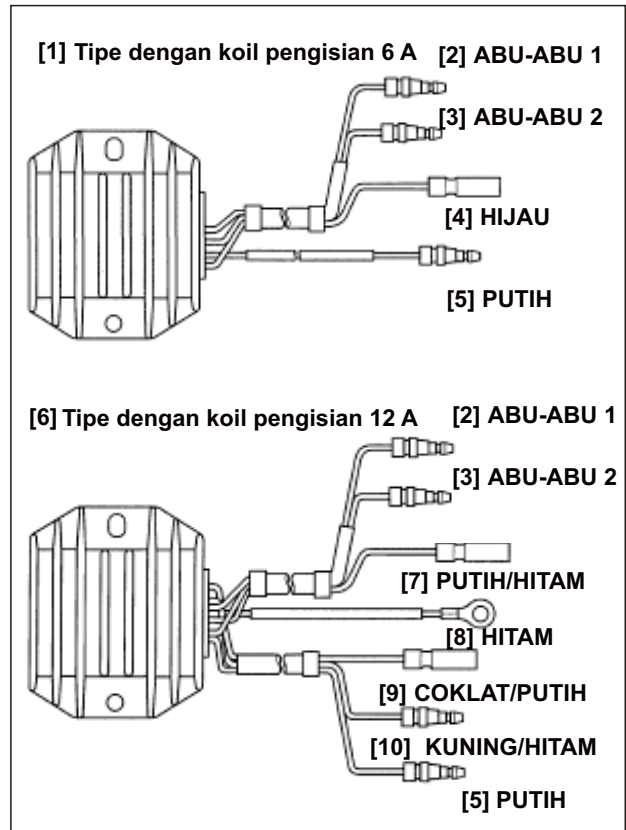 [1] Tipe dengan koil pengisian 6 A [2] ABU-ABU 1
[3] ABU-ABU 2
[4] HIJAU
[5] PUTIH
[6] Tipe dengan koil pengisian 12 A [2] ABU-ABU 1
[3] ABU-ABU 2
[7] PUTIH/HITAM
[8] HITAM
[9] COKLAT/PUTIH
[10] KUNING/HITAM
[5] PUTIH